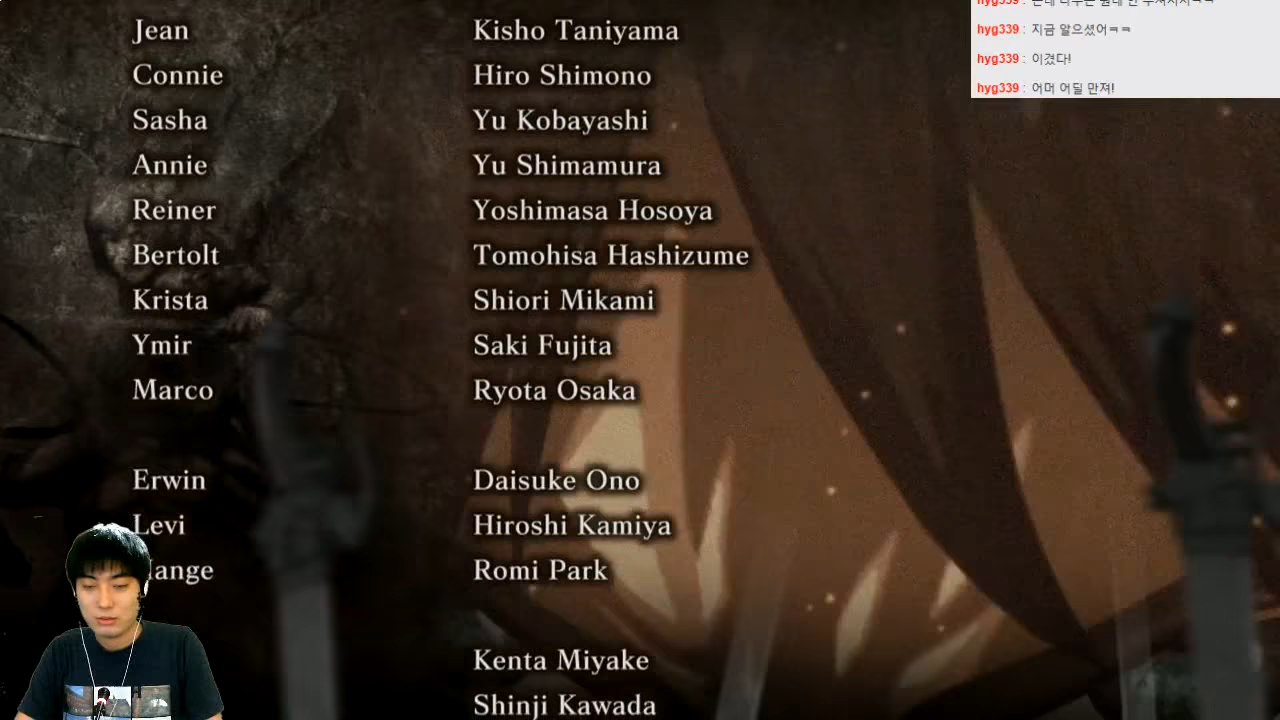 Jean Kisho Taniyama
Connie Hiro Shimono
Sasha Yu Kobayashi
Annie Yu Shimamura
Reiner Yoshimasa Hosoya
Bertolt Tomohisa Hashizume
Krista Shiori Mikami
Ymir Saki Fujita
Marco Ryota Osaka
Erwin Daisuke Ono
Levi Hiroshi Kamiya
ange Romi Park
Kenta Miyake
Shinji Kawada
hyg339 : 지금 알으셨어ㅋㅋ
hyg339 : 이겼다!
hyg339 : 어머 어딜 만져!